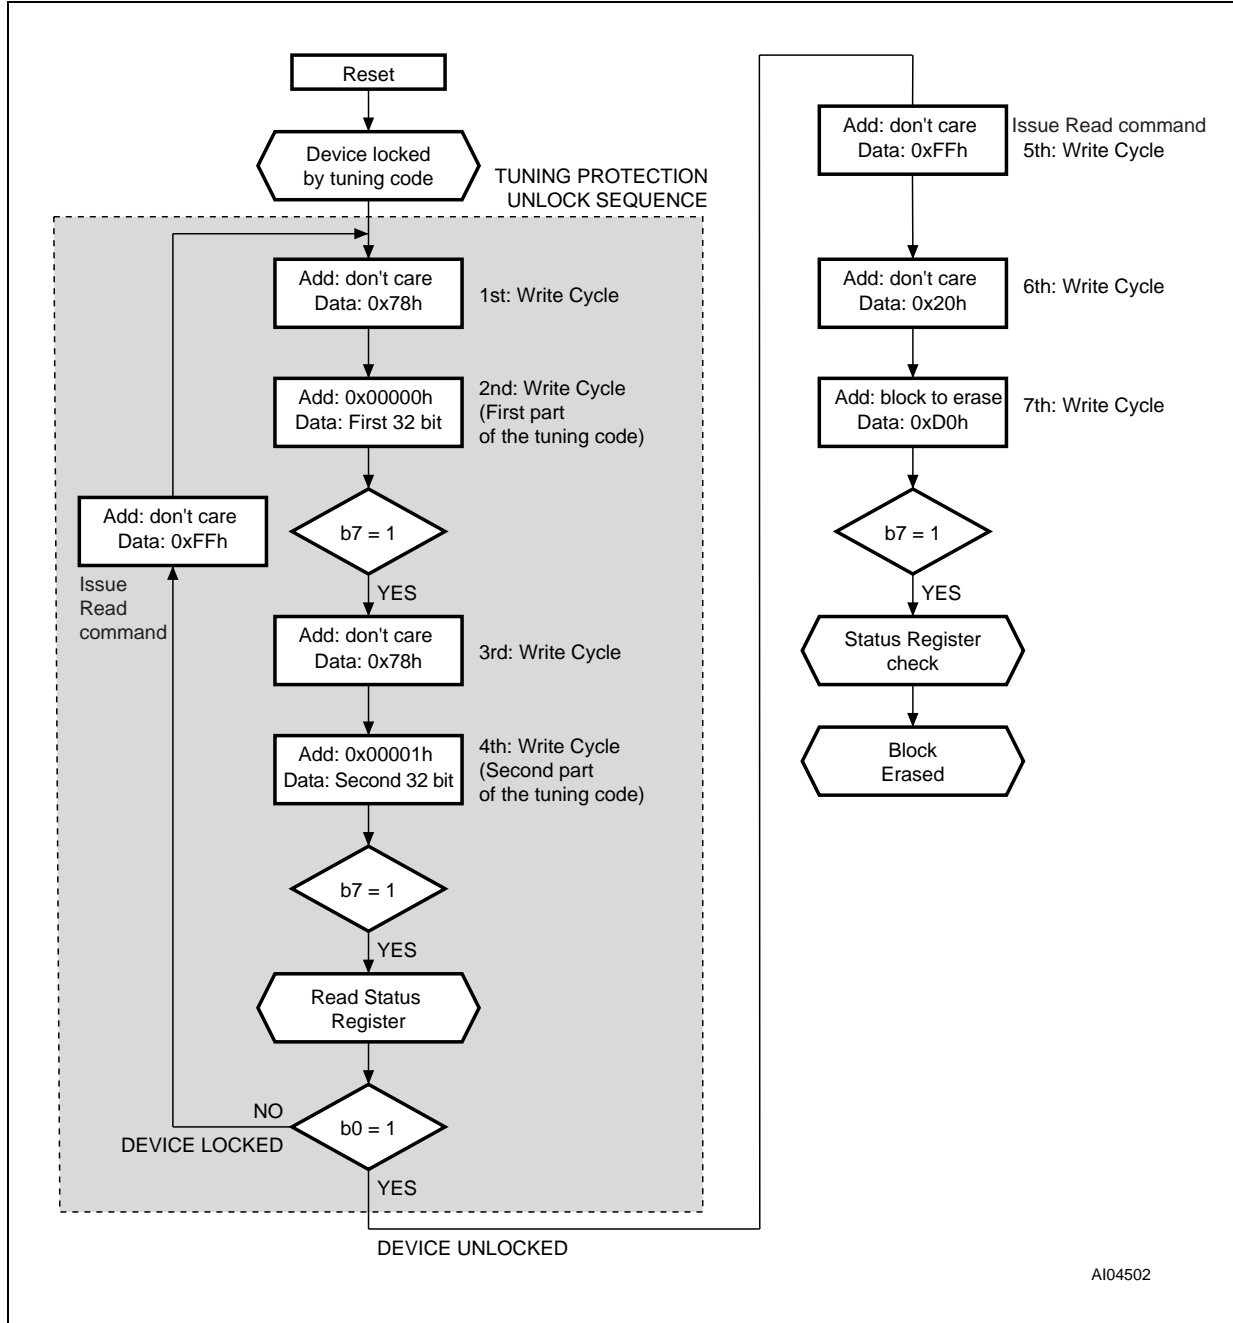 Reset
Device locked
by tuning code
TUNING PROTECTION
UNLOCK SEQUENCE
Add: don't care
Data: 0x78h
1st: Write Cycle
Add: 0x00000h
Data: First 32 bit
2nd: Write Cycle
(First part
of the tuning code)
b7 = 1
YES
Add: don't care
Data: 0xFFh
Issue
Read
command
Add: don't care
Data: 0x78h
3rd: Write Cycle
Add: 0x00001h
Data: Second 32 bit
4th: Write Cycle
(Second part
of the tuning code)
b7 = 1
YES
Read Status
Register
b0 = 1
NO
DEVICE LOCKED
YES
DEVICE UNLOCKED
Add: don't care
Data: 0xFFh
Issue Read command
5th: Write Cycle
Add: don't care
Data: 0x20h
6th: Write Cycle
Add: block to erase
Data: 0xD0h
7th: Write Cycle
b7 = 1
YES
Status Register
check
Block
Erased
AI04502